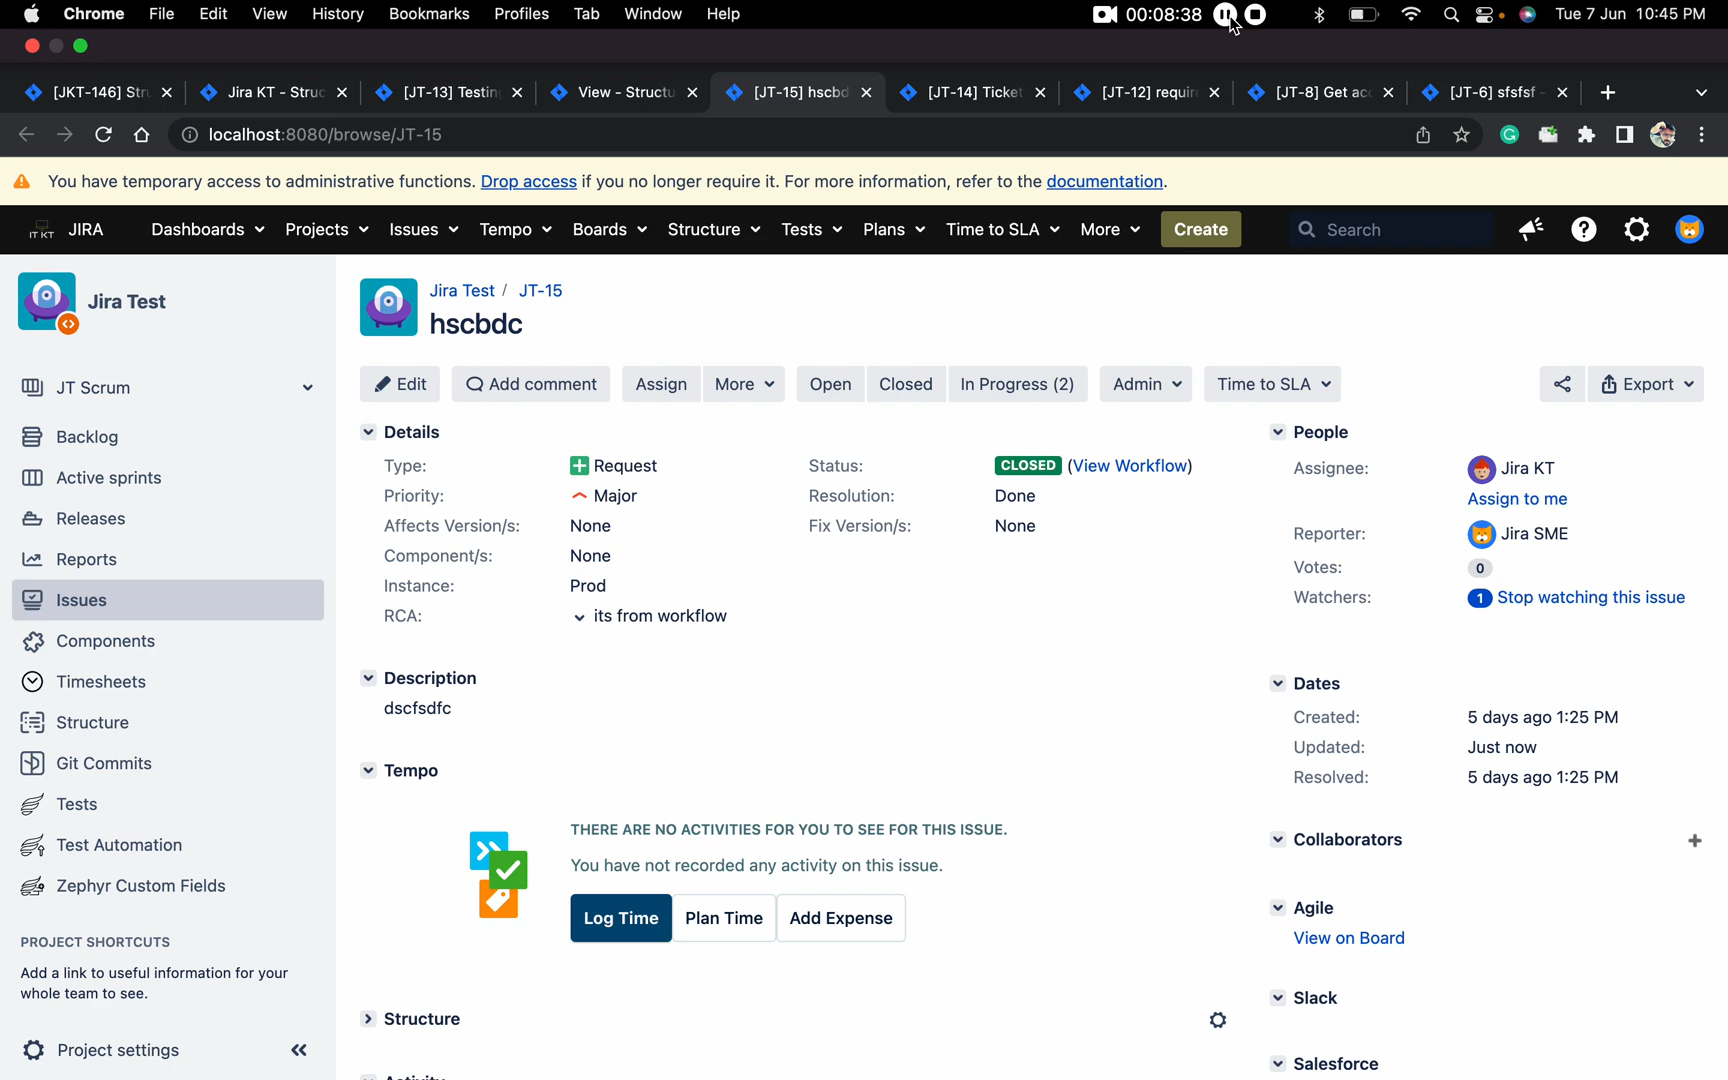 Chrome File Edit View History Bookmarks Profiles Tab Window Help 00:08:38 Tue 7 Jun 10:45 PM
[JKT-146] Str Jira KT - Struc [JT-13] Testin View - Structu [JT-15] hscbd [JT-14] Ticket [JT-12] requir [JT-8] Get acc [JT-6] sfsfsf -
localhost:8080/browse/JT-15
You have temporary access to administrative functions. Drop access if you no longer require it. For more information, refer to the documentation.
IT KT JIRA Dashboards Projects Issues Tempo Boards Structure Tests Plans Time to SLA More Create Search
Jira Test
JT Scrum
Backlog
Active sprints
Releases
Reports
Issues
Components
Timesheets
Structure
Git Commits
Tests
Test Automation
Zephyr Custom Fields
PROJECT SHORTCUTS
Add a link to useful information for your
whole team to see.
Project settings
Jira Test / JT-15
hscbdc
Edit Add comment Assign More Open Closed In Progress (2) Admin Time to SLA Export
Details
Type: Request Status: CLOSED (View Workflow)
Priority: Major Resolution: Done
Affects Version/s: None Fix Version/s: None
Component/s: None
Instance: Prod
RCA: its from workflow
Description
dscfsdfc
Tempo
THERE ARE NO ACTIVITIES FOR YOU TO SEE FOR THIS ISSUE.
You have not recorded any activity on this issue.
Log Time Plan Time Add Expense
Structure
Activity
People
Assignee: Jira KT
Assign to me
Reporter: Jira SME
Votes: 0
Watchers: 1 Stop watching this issue
Dates
Created: 5 days ago 1:25 PM
Updated: Just now
Resolved: 5 days ago 1:25 PM
Collaborators
Agile
View on Board
Slack
Salesforce